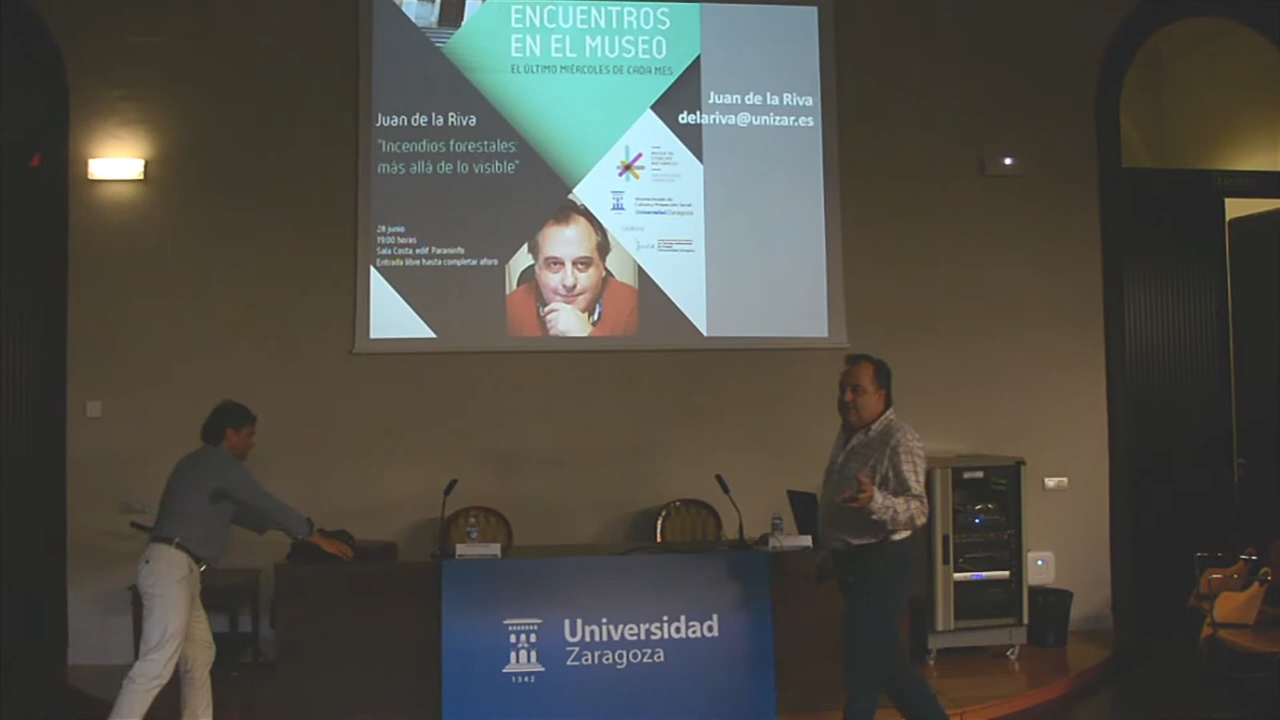 ENCUENTROS
EN EL MUSEO
EL ÚLTIMO MIÉRCOLES DE CADA MES
Juan de la Riva
delariva@unizar.es
Juan de la Riva
"Incendios forestales:
más allá de lo visible"
28 junio
19:00 horas
Sala Costa, edif. Paraninfo
Entrada libre hasta completar aforo
Universidad Zaragoza
Universidad
Zaragoza
1542